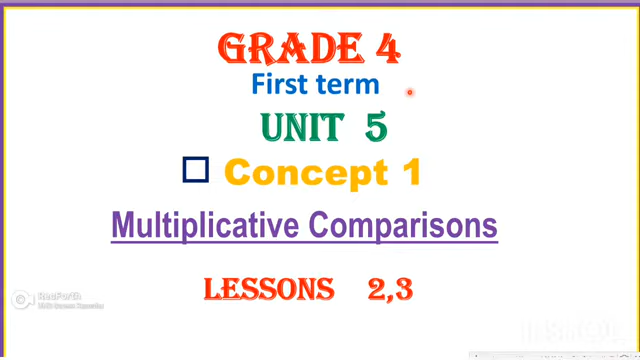 GRADE 4
First term
UNIT 5
Concept 1
Multiplicative Comparisons
LESSONS 2,3